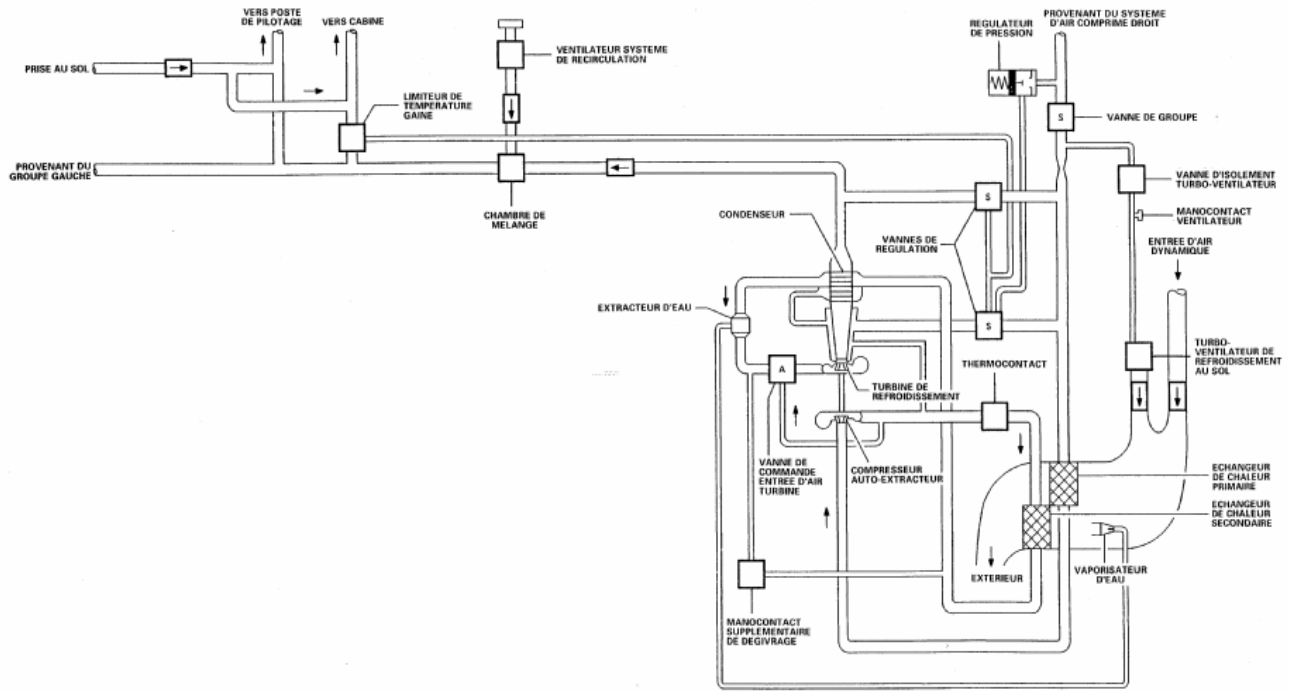 VERS POSTE
DE PILOTAGE
VERS CABINE
PRISE AU SOL
VENTILATEUR SYSTEME
DE RECIRCULATION
REGULATEUR
DE PRESSION
PROVENANT DU SYSTEME
D'AIR COMPRIME DROIT
LIMITEUR DE
TEMPERATURE
GAINE
S
VANNE DE GROUPE
PROVENANT DU
GROUPE GAUCHE
CHAMBRE DE
MELANGE
VANNE D'ISOLEMENT
TURBO-VENTILATEUR
S
CONDENSEUR
VANNES DE
REGULATION
MANOCONTACT
VENTILATEUR
ENTREE D'AIR
DYNAMIQUE
EXTRACTEUR D'EAU
S
THERMOCONTACT
TURBO-
VENTILATEUR DE
REFROIDISSEMENT
AU SOL
A
TURBINE DE
REFROIDISSEMENT
VANNE DE
COMMANDE
ENTREE D'AIR
TURBINE
COMPRESSEUR
AUTO-EXTRACTEUR
ECHANGEUR
DE CHALEUR
PRIMAIRE
ECHANGEUR
DE CHALEUR
SECONDAIRE
EXTERIEUR
VAPORISATEUR
D'EAU
MANOCONTACT
SUPPLEMENTAIRE
DE DEGIVRAGE